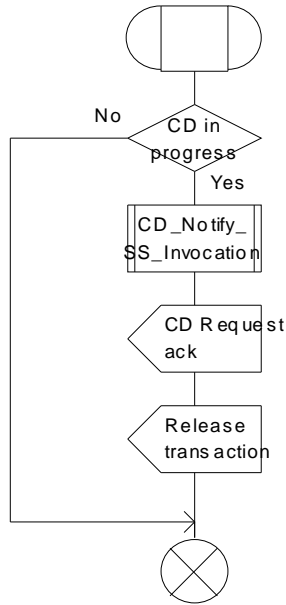 No
CD in
progress
Yes
CD_Notify_
SS_Invocation
CD Request
ack
Release
transaction